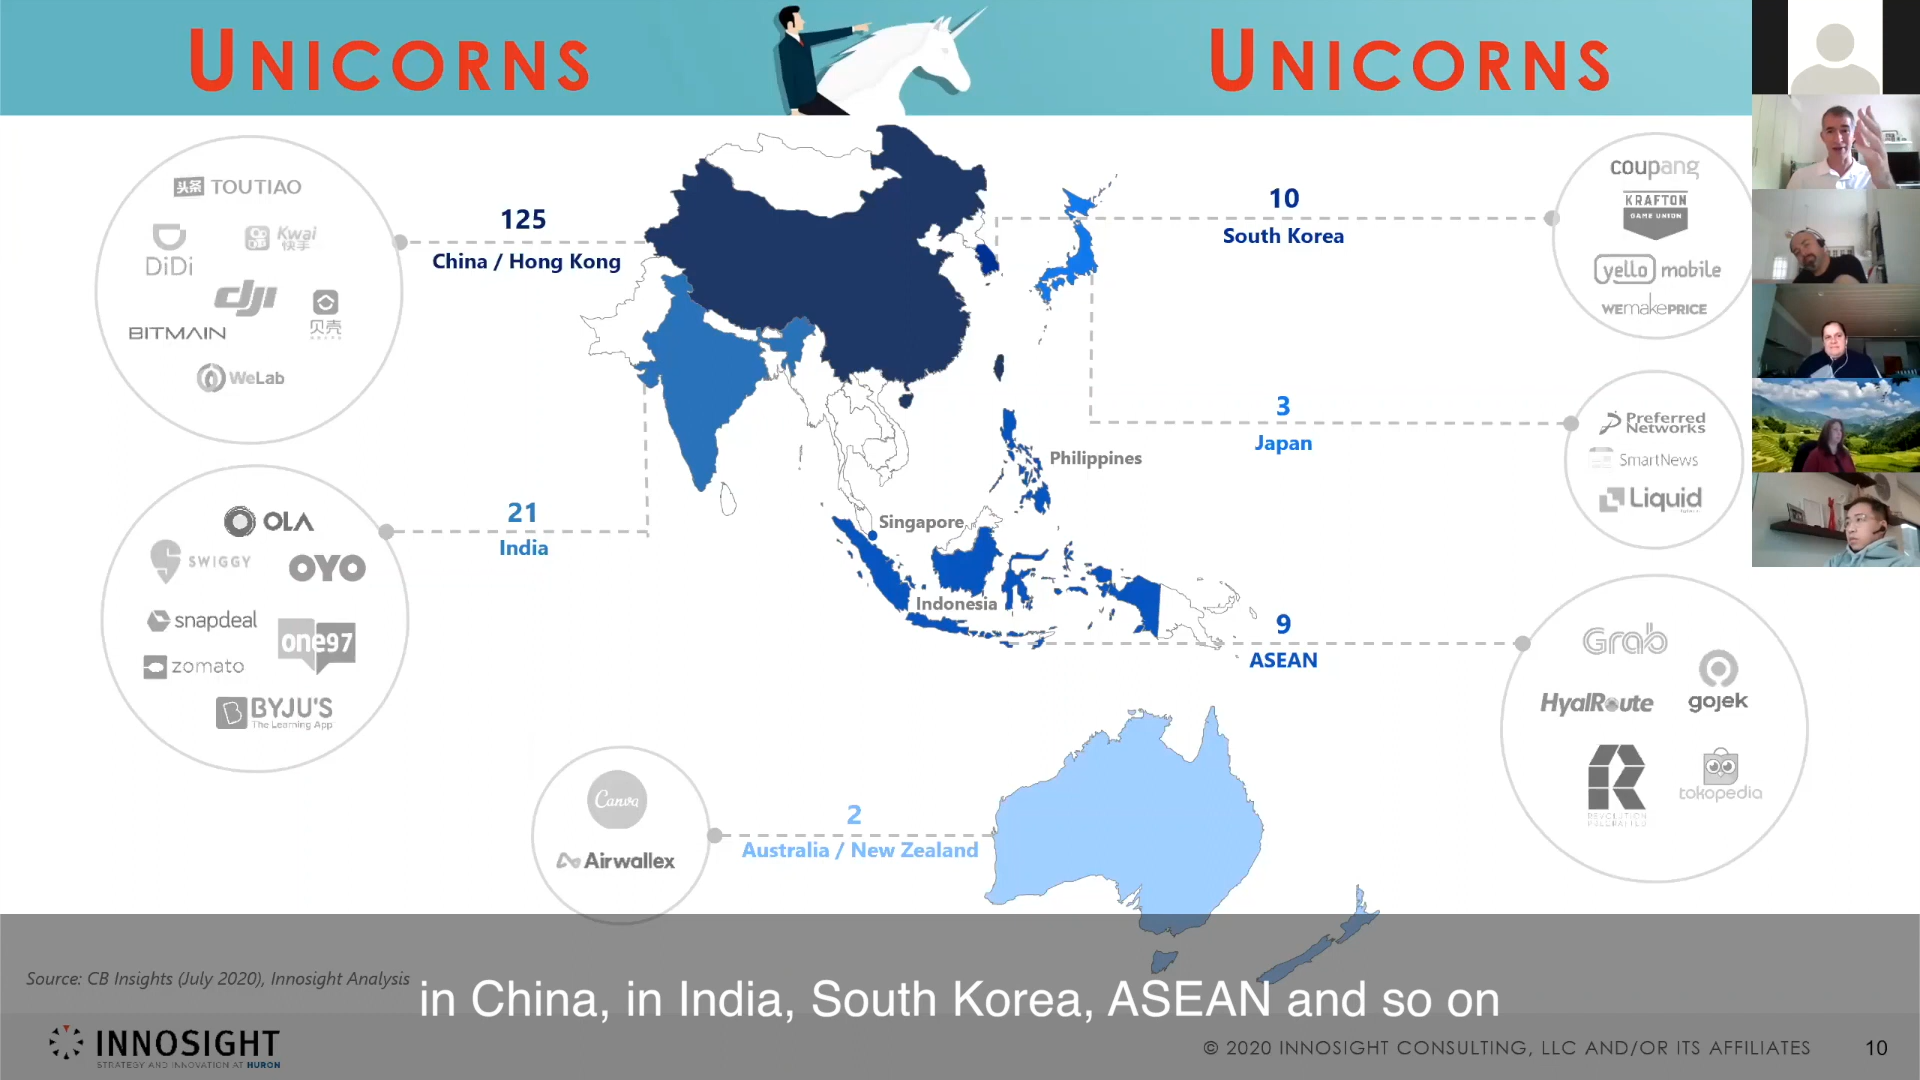 UNICORNS
UNICORNS
头条 TOUTIAO
DiDi
Kwai
快手
dji
BITMAIN
贝壳
WeLab
125
China / Hong Kong
10
South Korea
coupang
KRAFTON
GAME UNION
yello mobile
WEMAKEPRICE
3
Japan
Preferred
Networks
SmartNews
Liquid
Philippines
Singapore
Indonesia
21
India
OLA
SWIGGY
OYO
snapdeal
one97
zomato
BYJU'S
The Learning App
9
ASEAN
Grab
HyalRoute
gojek
REVOLUTION
PRECRAFTED
tokopedia
2
Australia / New Zealand
Canva
Airwallex
Source: CB Insights (July 2020), Innosight Analysis
in China, in India, South Korea, ASEAN and so on
INNOSIGHT
STRATEGY AND INNOVATION AT HURON
© 2020 INNOSIGHT CONSULTING, LLC AND/OR ITS AFFILIATES
10